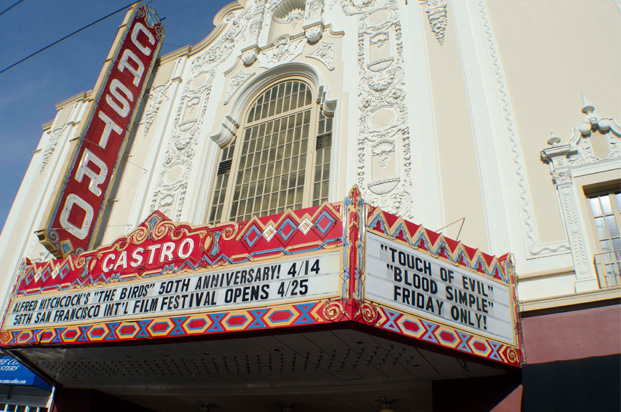 CASTRO
CASTRO
ALFRED HITCHCOCK'S "THE BIRDS" 50TH ANNIVERSARY! 4/14
56TH SAN FRANCISCO INT'L FILM FESTIVAL OPENS 4/25
"TOUCH OF EVIL"
"BLOOD SIMPLE"
FRIDAY ONLY!